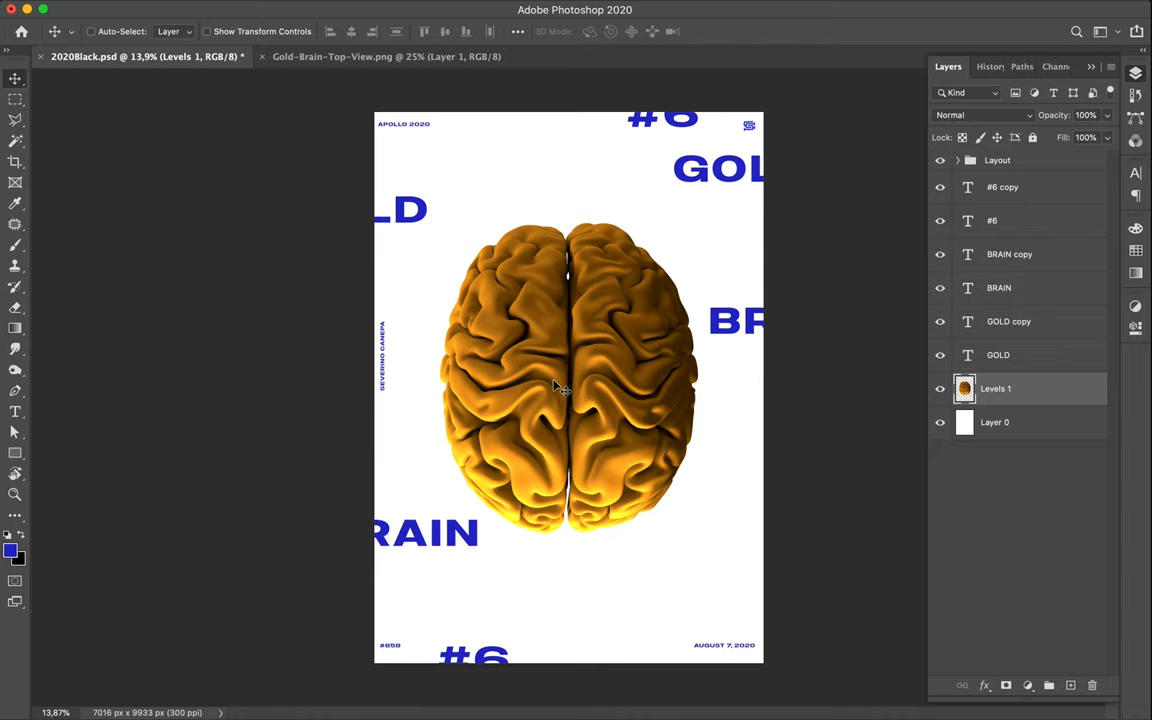 Adobe Photoshop 2020
Auto-Select: Layer Show Transform Controls 3D Mode:
2020Black.psd @ 13,9% (Levels 1, RGB/8) * Gold-Brain-Top-View.png @ 25% (Layer 1, RGB/8)
Layers History Paths Chann
Kind
Normal Opacity: 100%
Lock: Fill: 100%
Layout
#6 copy
#6
BRAIN copy
BRAIN
GOLD copy
GOLD
Levels 1
Layer 0
APOLLO 2020
#6
GOL
LD
BR
SEVERINO CANEPA
RAIN
#858
#6
AUGUST 7, 2020
13,87% 7016 px x 9933 px (300 ppi)